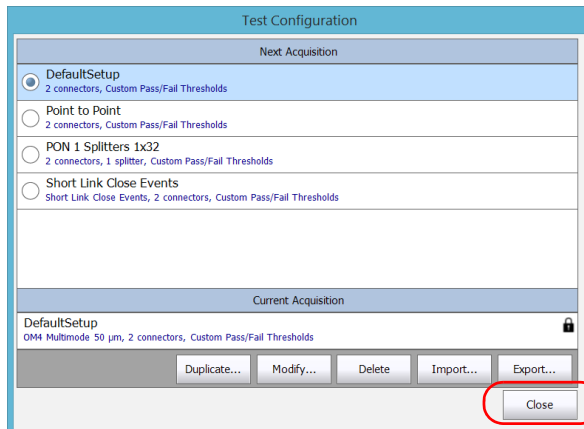 Test Configuration
Next Acquisition
DefaultSetup
2 connectors, Custom Pass/Fail Thresholds
Point to Point
2 connectors, Custom Pass/Fail Thresholds
PON 1 Splitters 1x32
2 connectors, 1 splitter, Custom Pass/Fail Thresholds
Short Link Close Events
Short Link Close Events, 2 connectors, Custom Pass/Fail Thresholds
Current Acquisition
DefaultSetup
OM4 Multimode 50 µm, 2 connectors, Custom Pass/Fail Thresholds
Duplicate... Modify... Delete Import... Export...
Close